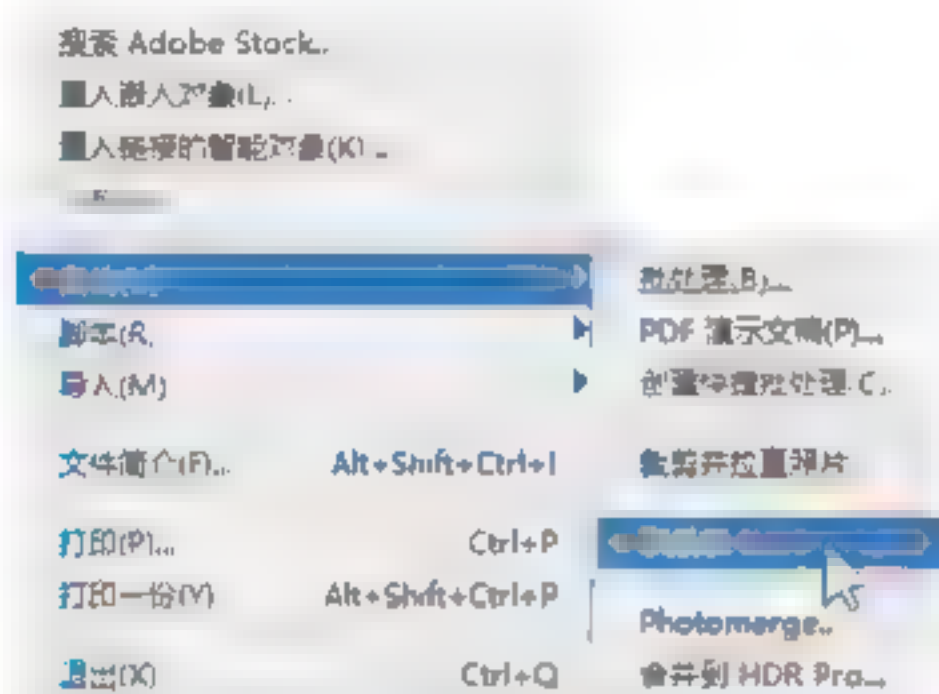 搜索 Adobe Stock...
置入嵌入对象(L)...
置入链接的智能对象(K)...
批处理(B)...
脚本(R)
PDF 演示文稿(P)...
导入(M)
创建快捷批处理(C)...
文件简介(F)... Alt+Shift+Ctrl+I
裁剪并拉直照片
打印(P)... Ctrl+P
打印一份(Y) Alt+Shift+Ctrl+P
Photomerge...
退出(X) Ctrl+Q
合并到 HDR Pro...